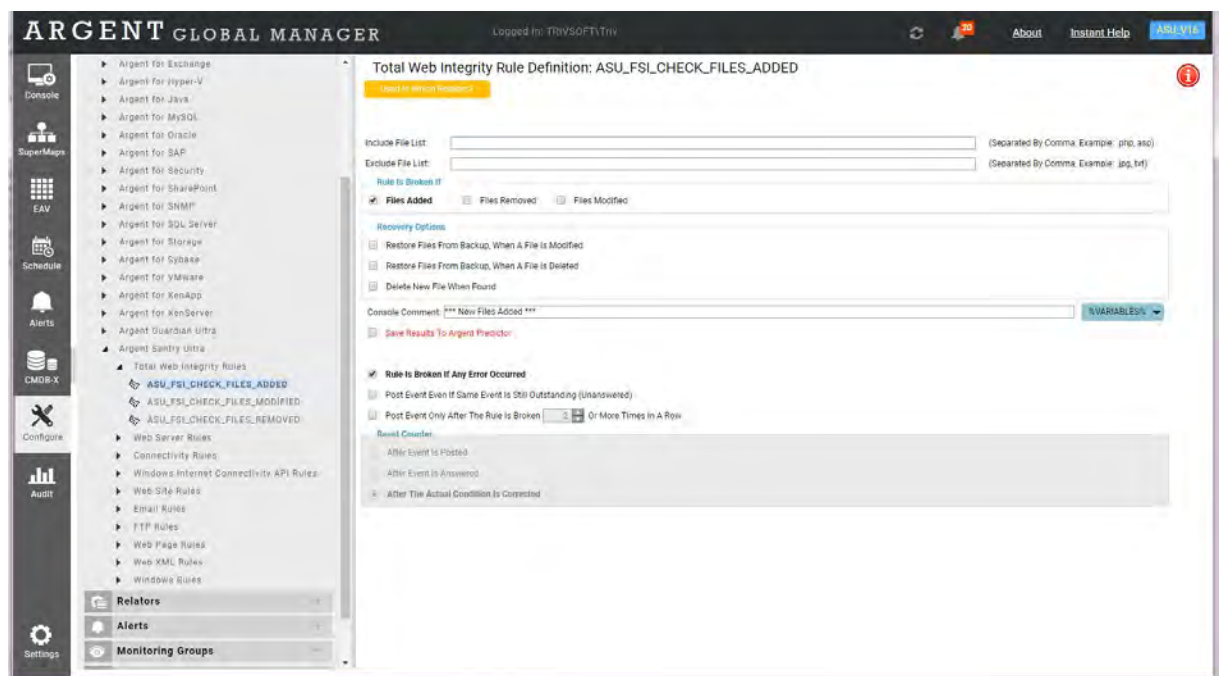 ARGENT GLOBAL MANAGER
Logged In: TRIVSOFT\Triv
70
About
Instant Help
ASU_V16
Console
SuperMaps
EAV
Schedule
Alerts
CMDB-X
Configure
Audit
Settings
Argent for Exchange
Argent for Hyper-V
Argent for Java
Argent for MySQL
Argent for Oracle
Argent for SAP
Argent for Security
Argent for SharePoint
Argent for SNMP
Argent for SQL Server
Argent for Storage
Argent for Sybase
Argent for VMware
Argent for XenApp
Argent for XenServer
Argent Guardian Ultra
Argent Sentry Ultra
Total Web Integrity Rules
ASU_FSI_CHECK_FILES_ADDED
ASU_FSI_CHECK_FILES_MODIFIED
ASU_FSI_CHECK_FILES_REMOVED
Web Server Rules
Connectivity Rules
Windows Internet Connectivity API Rules
Web Site Rules
Email Rules
FTP Rules
Web Page Rules
Web XML Rules
Windows Rules
Relators
Alerts
Monitoring Groups
Total Web Integrity Rule Definition: ASU_FSI_CHECK_FILES_ADDED
Used In Which Relators?
Include File List: (Separated By Comma. Example: php, asp)
Exclude File List: (Separated By Comma. Example: jpg, txt)
Rule Is Broken If
Files Added Files Removed Files Modified
Recovery Options
Restore Files From Backup, When A File Is Modified
Restore Files From Backup, When A File Is Deleted
Delete New File When Found
Console Comment: *** New Files Added *** %VARIABLES%
Save Results To Argent Predictor
Rule Is Broken If Any Error Occurred
Post Event Even If Same Event Is Still Outstanding (Unanswered)
Post Event Only After The Rule Is Broken 2 Or More Times In A Row
Reset Counter
After Event Is Posted
After Event Is Answered
After The Actual Condition Is Corrected